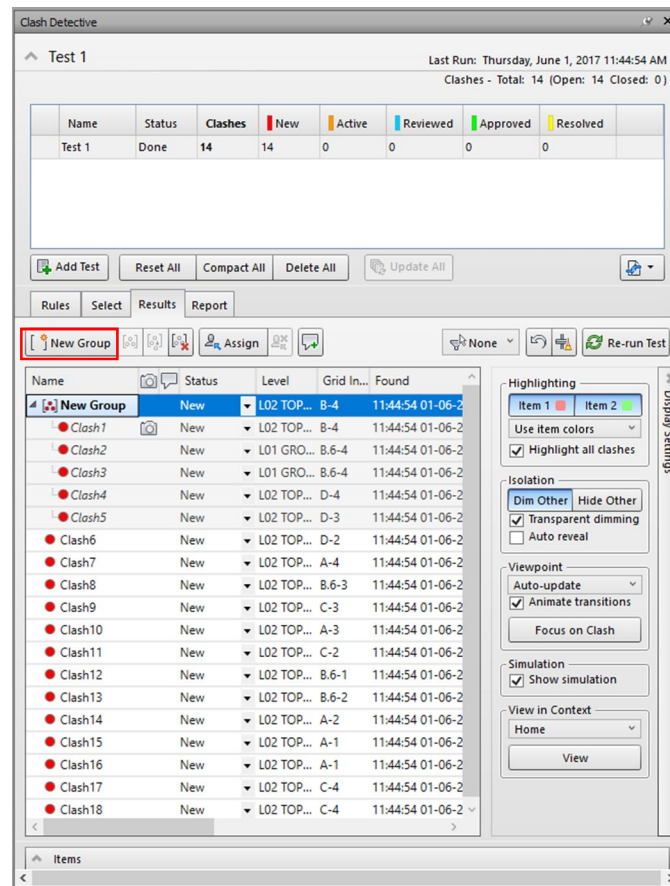 Clash Detective
Test 1
Last Run: Thursday, June 1, 2017 11:44:54 AM
Clashes - Total: 14 (Open: 14 Closed: 0)
Name Status Clashes New Active Reviewed Approved Resolved
Test 1 Done 14 14 0 0 0 0
Add Test Reset All Compact All Delete All Update All
Rules Select Results Report
New Group Assign None Re-run Test
Name Status Level Grid In... Found
New Group New L02 TOP... B-4 11:44:54 01-06-2
Clash1 New L02 TOP... B-4 11:44:54 01-06-2
Clash2 New L01 GRO... B.6-4 11:44:54 01-06-2
Clash3 New L01 GRO... B.6-4 11:44:54 01-06-2
Clash4 New L02 TOP... D-4 11:44:54 01-06-2
Clash5 New L02 TOP... D-3 11:44:54 01-06-2
Clash6 New L02 TOP... D-2 11:44:54 01-06-2
Clash7 New L02 TOP... A-4 11:44:54 01-06-2
Clash8 New L02 TOP... B.6-3 11:44:54 01-06-2
Clash9 New L02 TOP... C-3 11:44:54 01-06-2
Clash10 New L02 TOP... A-3 11:44:54 01-06-2
Clash11 New L02 TOP... C-2 11:44:54 01-06-2
Clash12 New L02 TOP... B.6-1 11:44:54 01-06-2
Clash13 New L02 TOP... B.6-2 11:44:54 01-06-2
Clash14 New L02 TOP... A-2 11:44:54 01-06-2
Clash15 New L02 TOP... A-1 11:44:54 01-06-2
Clash16 New L02 TOP... A-1 11:44:54 01-06-2
Clash17 New L02 TOP... C-4 11:44:54 01-06-2
Clash18 New L02 TOP... C-4 11:44:54 01-06-2
Highlighting
Item 1 Item 2
Use item colors
Highlight all clashes
Isolation
Dim Other Hide Other
Transparent dimming
Auto reveal
Viewpoint
Auto-update
Animate transitions
Focus on Clash
Simulation
Show simulation
View in Context
Home
View
Display Settings
Items